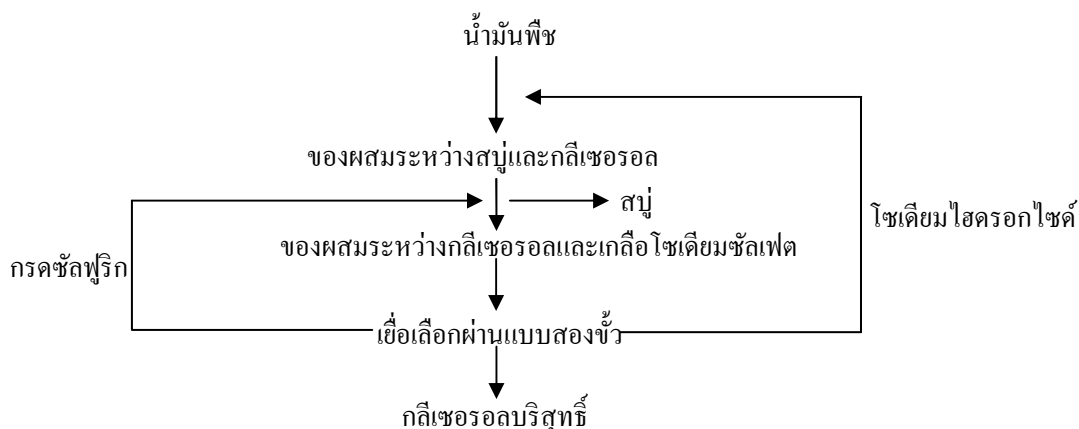 น้ำมันพืช
ของผสมระหว่างสบู่และกลีเซอรอล
สบู่
โซเดียมไฮดรอกไซด์
ของผสมระหว่างกลีเซอรอลและเกลือโซเดียมซัลเฟต
กรดซัลฟูริก
เยื่อเลือกผ่านแบบสองขั้ว
กลีเซอรอลบริสุทธิ์